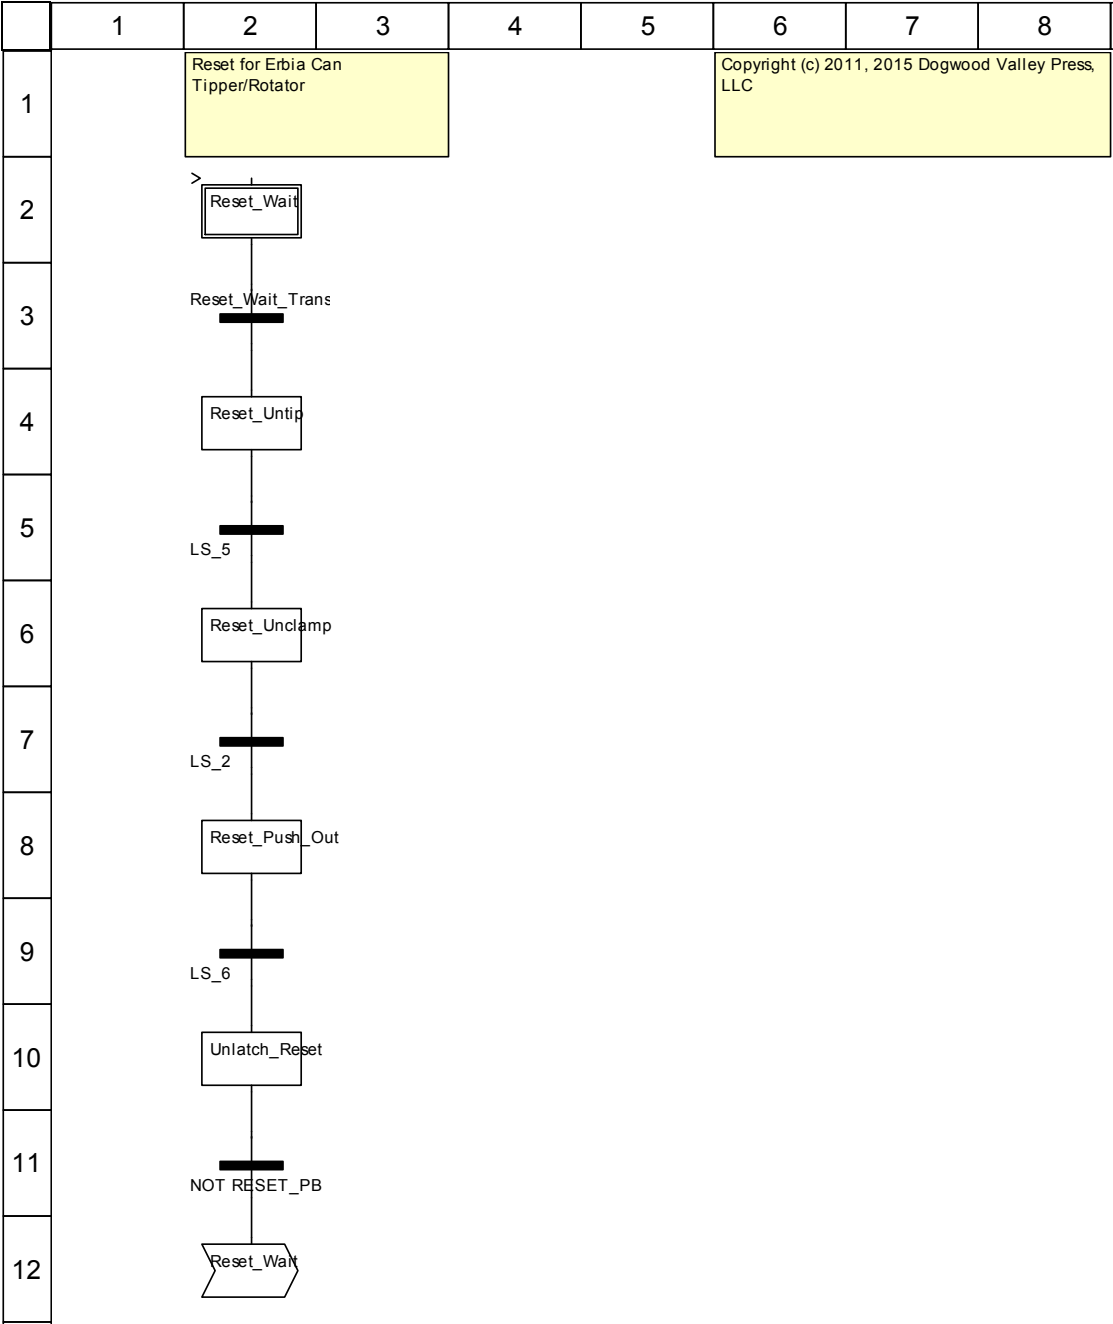 1 2 3 4 5 6 7 8
1
Reset for Erbia Can
Tipper/Rotator
Copyright (c) 2011, 2015 Dogwood Valley Press,
LLC
2
>
Reset_Wait
3
Reset_Wait_Trans
4
Reset_Untip
5
LS_5
6
Reset_Unclamp
7
LS_2
8
Reset_Push_Out
9
LS_6
10
Unlatch_Reset
11
NOT RESET_PB
12
Reset_Wait